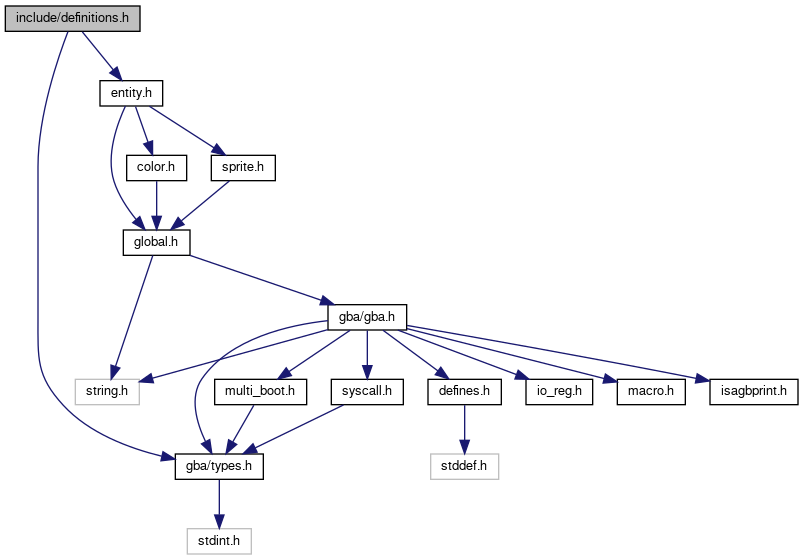 include/definitions.h
entity.h
color.h
sprite.h
global.h
gba/gba.h
string.h
multi_boot.h
syscall.h
defines.h
io_reg.h
macro.h
isagbprint.h
gba/types.h
stddef.h
stdint.h